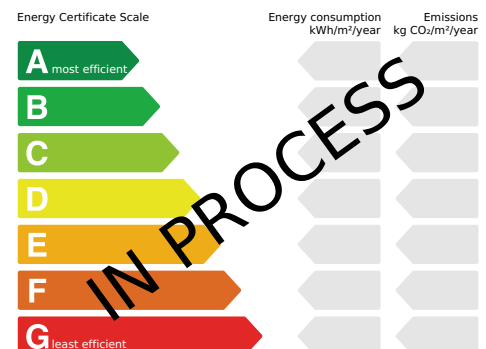 Energy Certificate Scale
Energy consumption
kWh/m²/year
Emissions
kg CO₂/m²/year
A most efficient
B
C
D
E
F
G least efficient
IN PROCESS